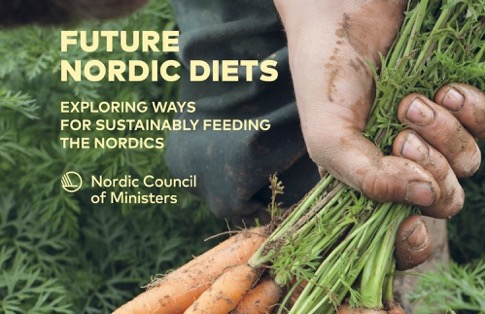 FUTURE
NORDIC DIETS
EXPLORING WAYS
FOR SUSTAINABLY FEEDING
THE NORDICS
Nordic Council
of Ministers